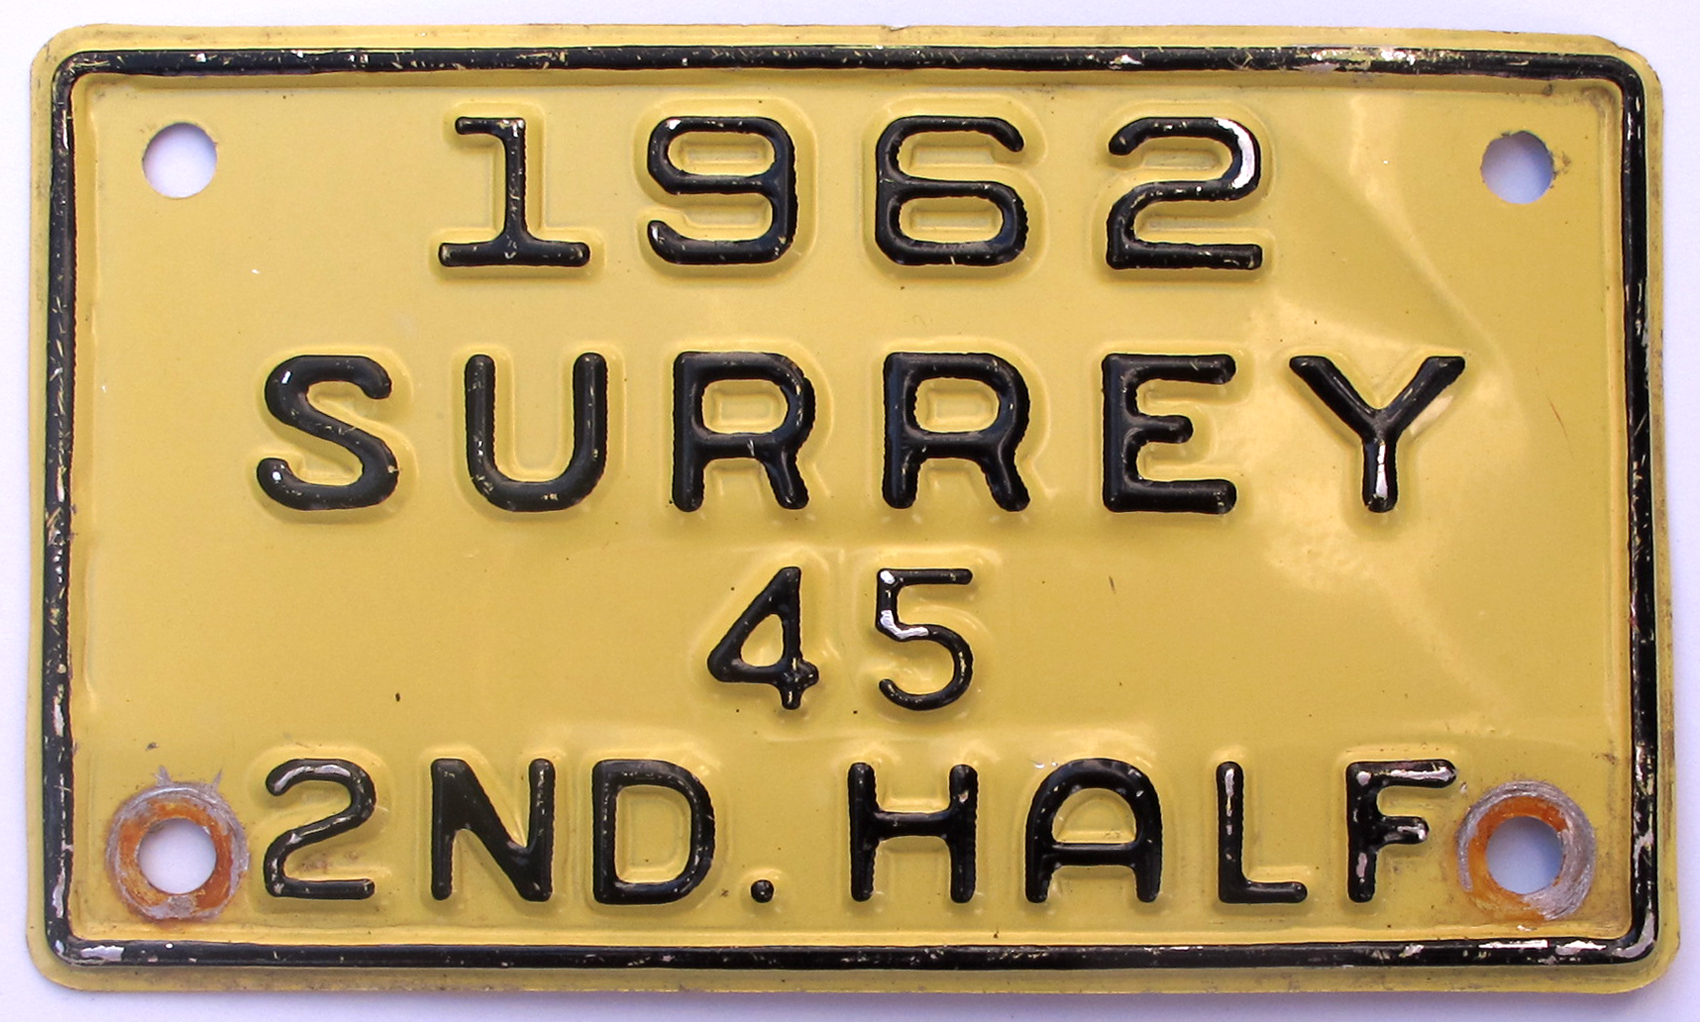 1962
SURREY
45
2ND. HALF